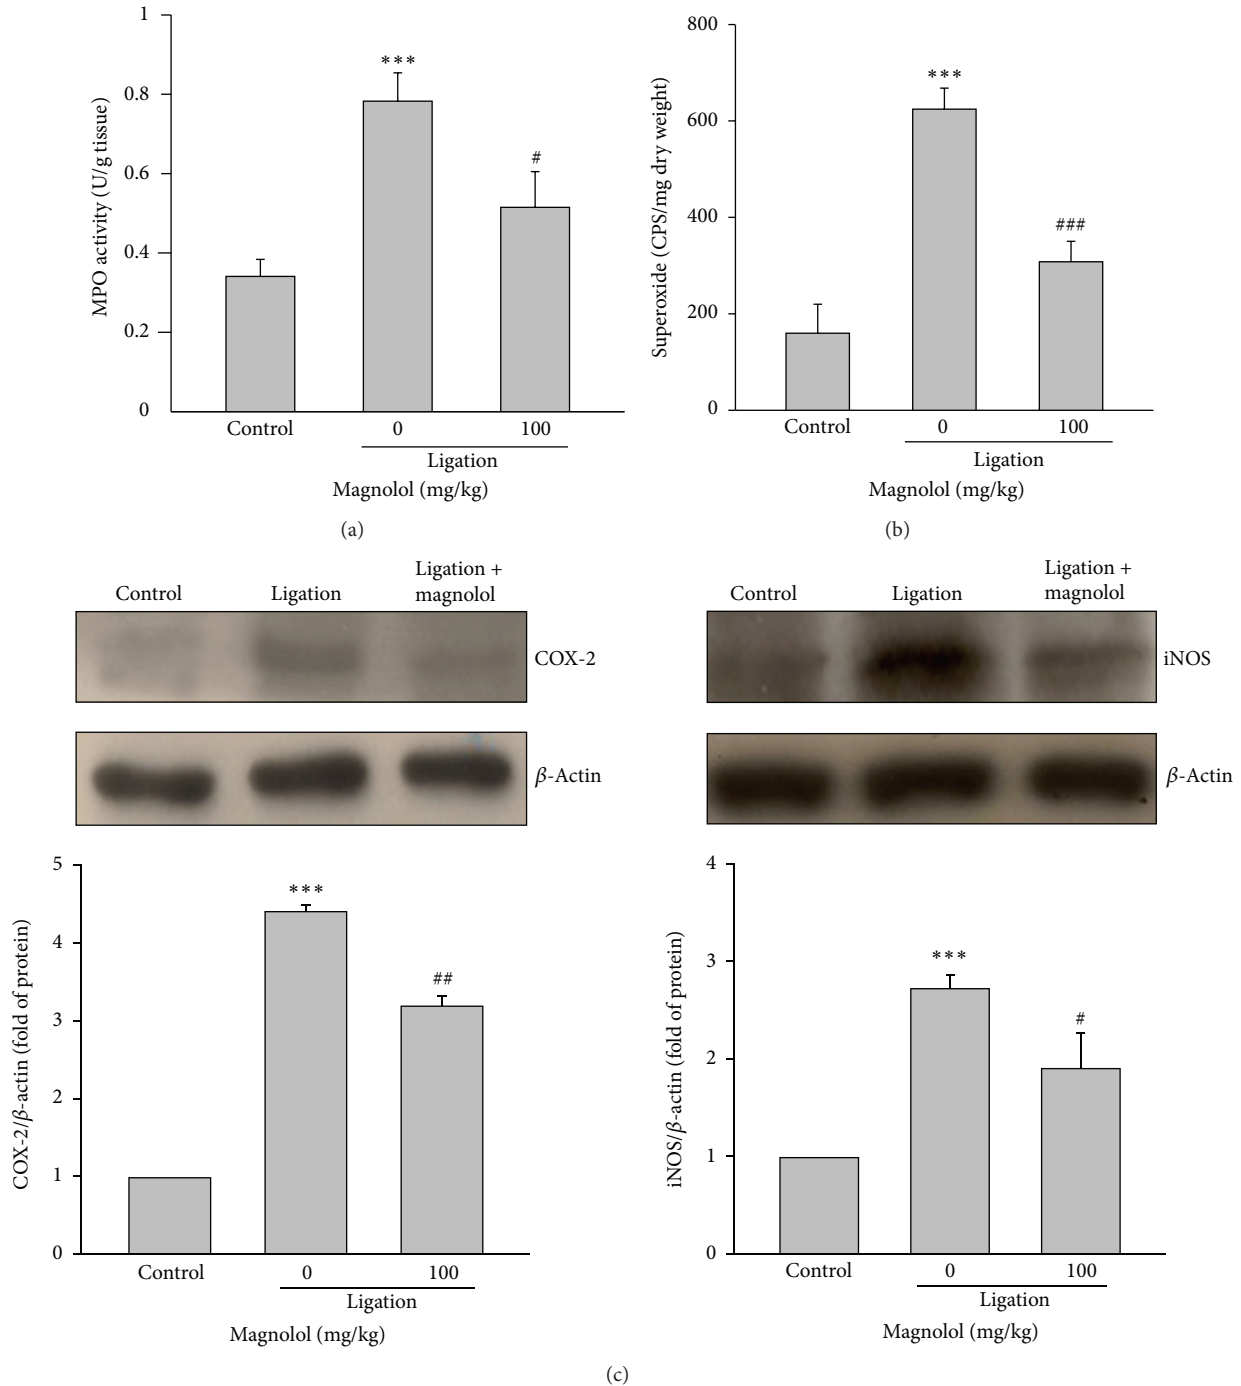 MPO activity (U/g tissue)
1
0.8
0.6
0.4
0.2
0
***
#
Control
0
100
Ligation
Magnolol (mg/kg)
(a)
Superoxide (CPS/mg dry weight)
800
600
400
200
0
***
###
Control
0
100
Ligation
Magnolol (mg/kg)
(b)
Control
Ligation
Ligation +
magnolol
COX-2
β-Actin
Control
Ligation
Ligation +
magnolol
iNOS
β-Actin
COX-2/β-actin (fold of protein)
5
4
3
2
1
0
***
##
Control
0
100
Ligation
Magnolol (mg/kg)
iNOS/β-actin (fold of protein)
4
3
2
1
0
***
#
Control
0
100
Ligation
Magnolol (mg/kg)
(c)